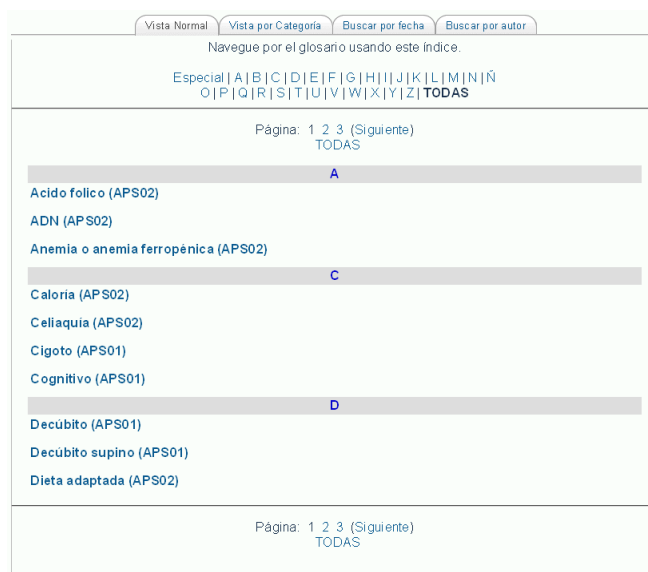 Vista Normal Vista por Categoría Buscar por fecha Buscar por autor
Navegue por el glosario usando este índice.
Especial | A | B | C | D | E | F | G | H | I | J | K | L | M | N | Ñ
O | P | Q | R | S | T | U | V | W | X | Y | Z | TODAS
Página: 1 2 3 (Siguiente)
TODAS
A
Acido folico (APS02)
ADN (APS02)
Anemia o anemia ferropénica (APS02)
C
Caloría (APS02)
Celiaquía (APS02)
Cigoto (APS01)
Cognitivo (APS01)
D
Decúbito (APS01)
Decúbito supino (APS01)
Dieta adaptada (APS02)
Página: 1 2 3 (Siguiente)
TODAS